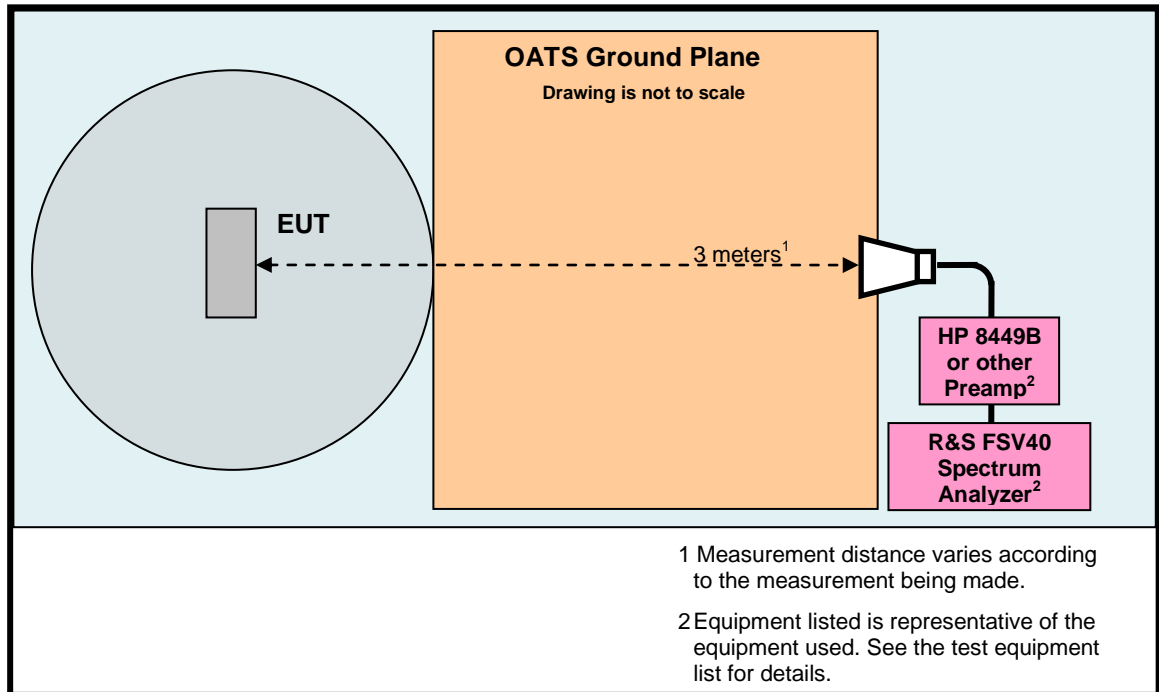 OATS Ground Plane
Drawing is not to scale
EUT
3 meters¹
HP 8449B
or other
Preamp²
R&S FSV40
Spectrum
Analyzer²
1 Measurement distance varies according
to the measurement being made.
2 Equipment listed is representative of the
equipment used. See the test equipment
list for details.